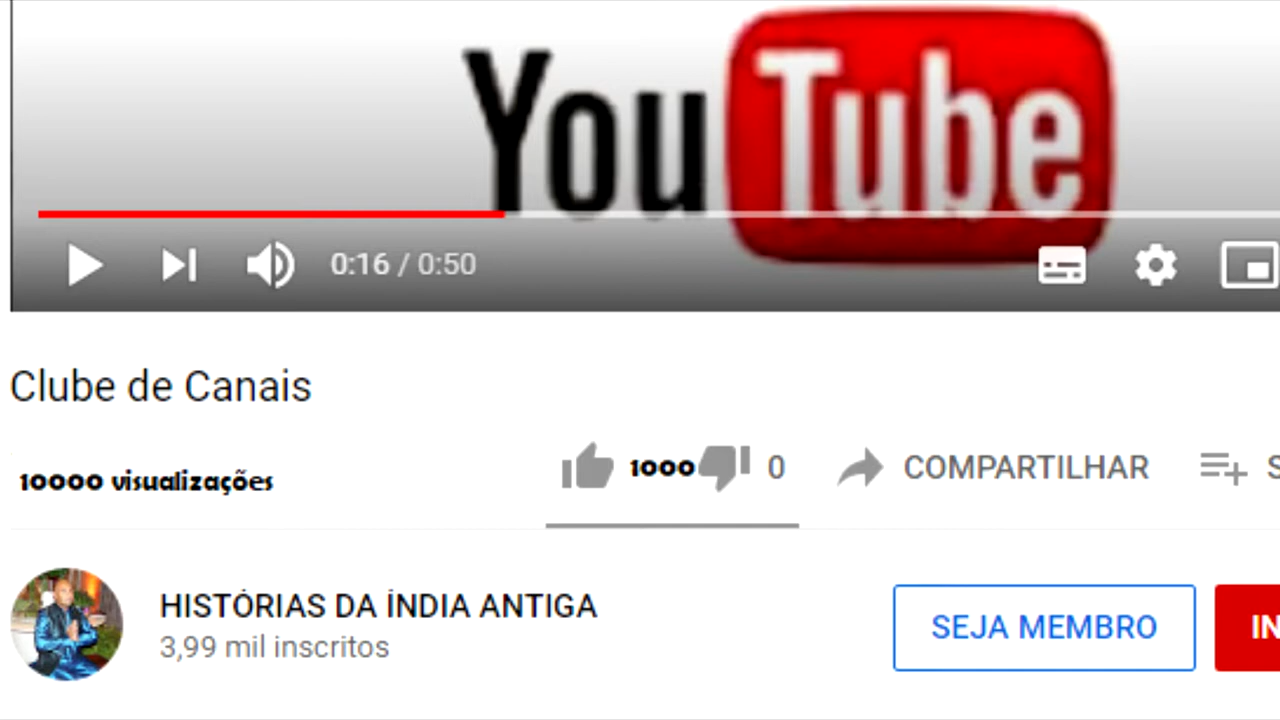 YouTube
0:16 / 0:50
Clube de Canais
10000 visualizações
1000 0 COMPARTILHAR S
HISTÓRIAS DA ÍNDIA ANTIGA
3,99 mil inscritos
SEJA MEMBRO IN